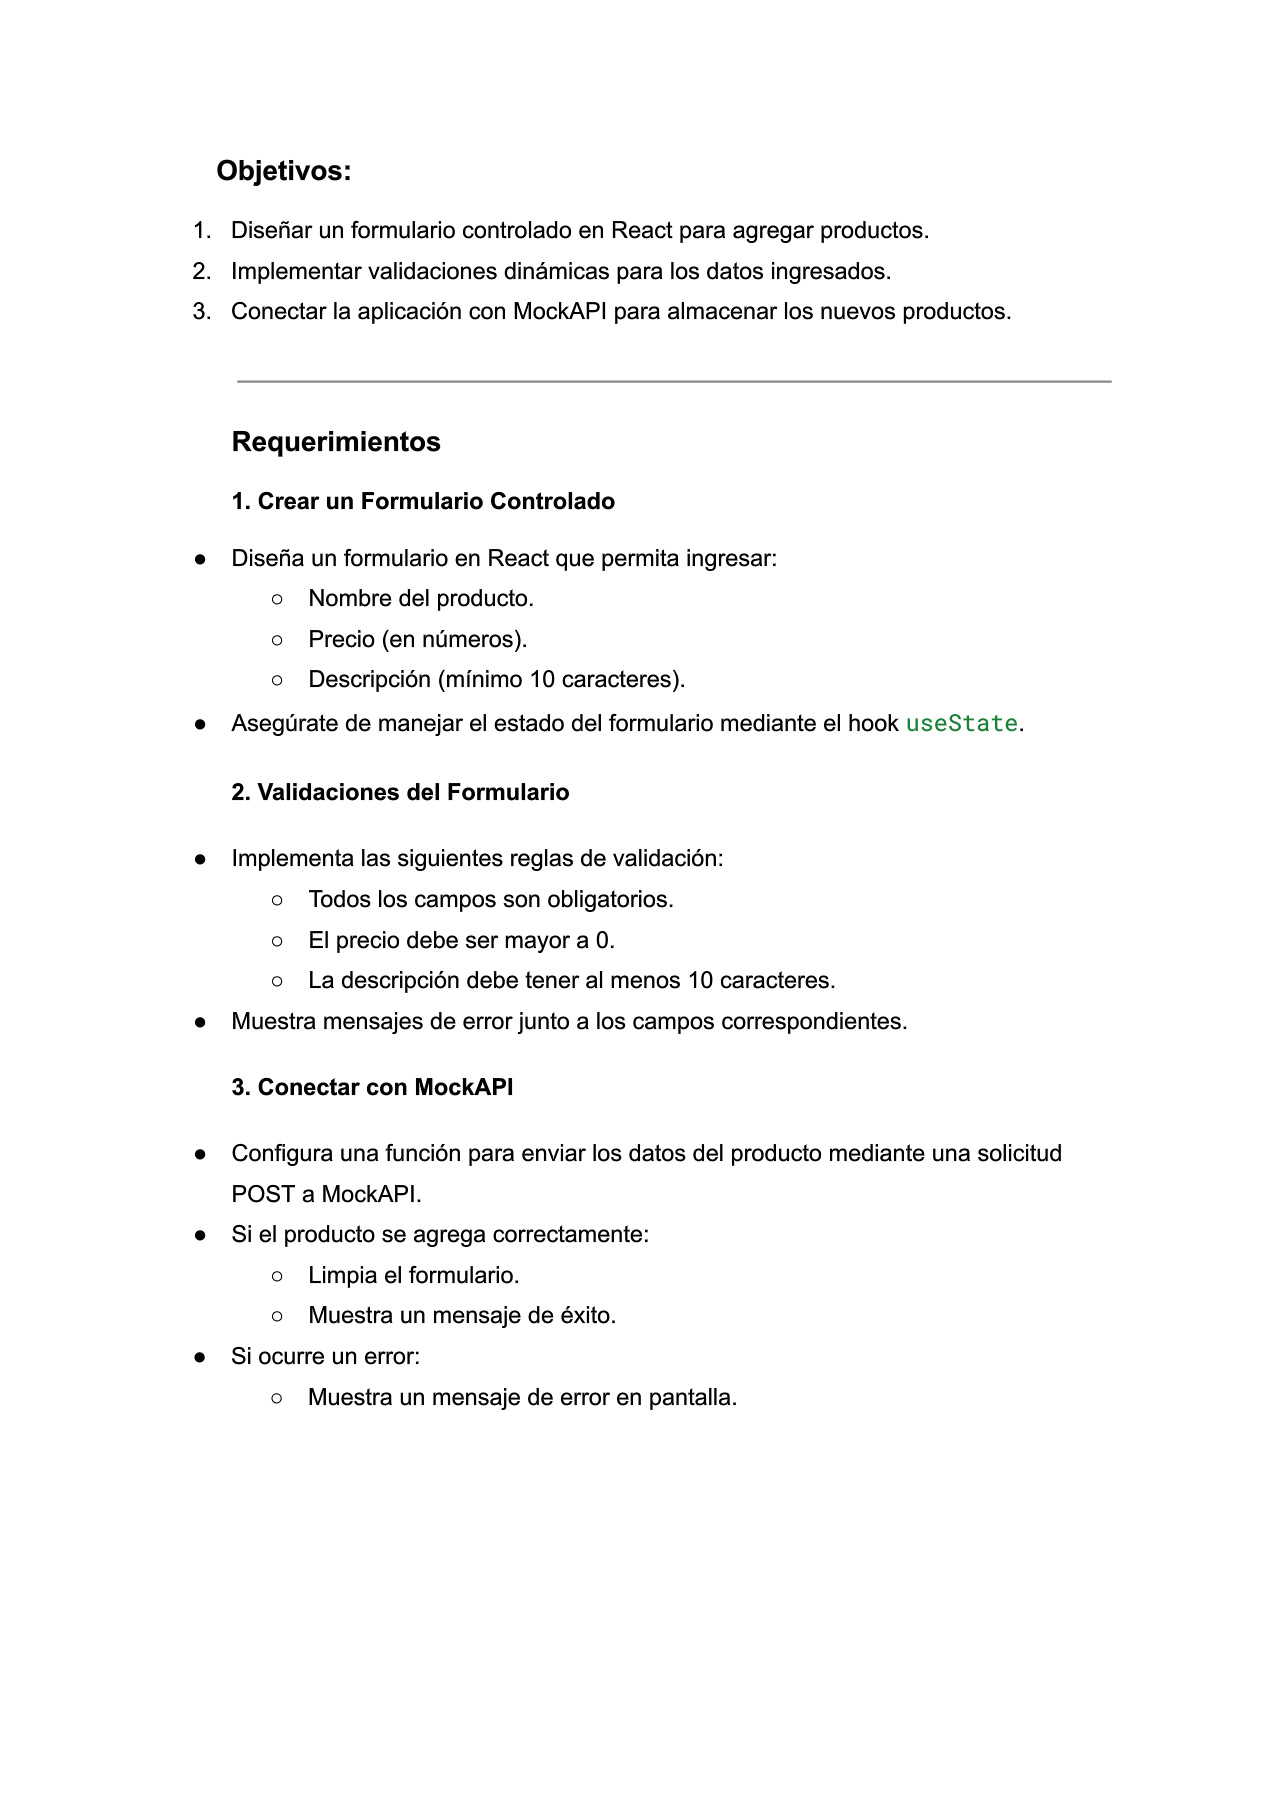 Objetivos:
1. Diseñar un formulario controlado en React para agregar productos.
2. Implementar validaciones dinámicas para los datos ingresados.
3. Conectar la aplicación con MockAPI para almacenar los nuevos productos.
Requerimientos
1. Crear un Formulario Controlado
● Diseña un formulario en React que permita ingresar:
○ Nombre del producto.
○ Precio (en números).
○ Descripción (mínimo 10 caracteres).
● Asegúrate de manejar el estado del formulario mediante el hook useState.
2. Validaciones del Formulario
● Implementa las siguientes reglas de validación:
○ Todos los campos son obligatorios.
○ El precio debe ser mayor a 0.
○ La descripción debe tener al menos 10 caracteres.
● Muestra mensajes de error junto a los campos correspondientes.
3. Conectar con MockAPI
● Configura una función para enviar los datos del producto mediante una solicitud
POST a MockAPI.
● Si el producto se agrega correctamente:
○ Limpia el formulario.
○ Muestra un mensaje de éxito.
● Si ocurre un error:
○ Muestra un mensaje de error en pantalla.